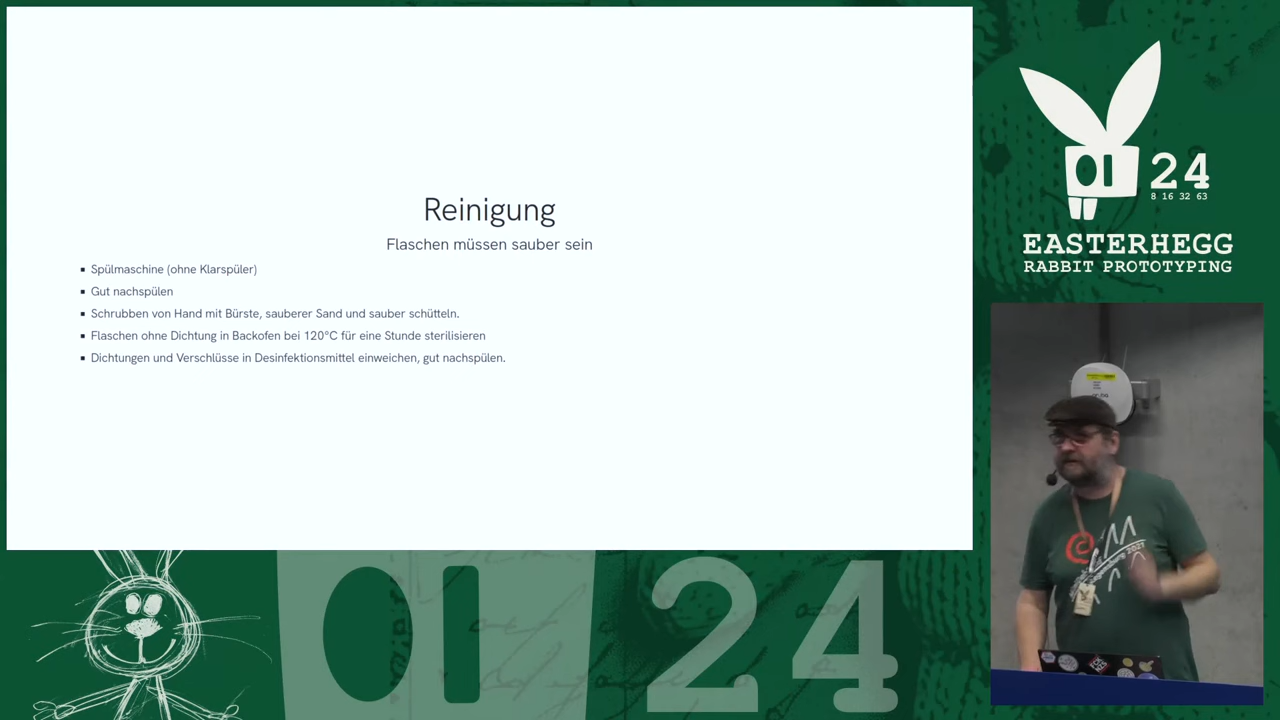 Reinigung
Flaschen müssen sauber sein
▪ Spülmaschine (ohne Klarspüler)
▪ Gut nachspülen
▪ Schrubben von Hand mit Bürste, sauberer Sand und sauber schütteln.
▪ Flaschen ohne Dichtung in Backofen bei 120°C für eine Stunde sterilisieren
▪ Dichtungen und Verschlüsse in Desinfektionsmittel einweichen, gut nachspülen.
24
8 16 32 63
EASTERHEGG
RABBIT PROTOTYPING
2021
24